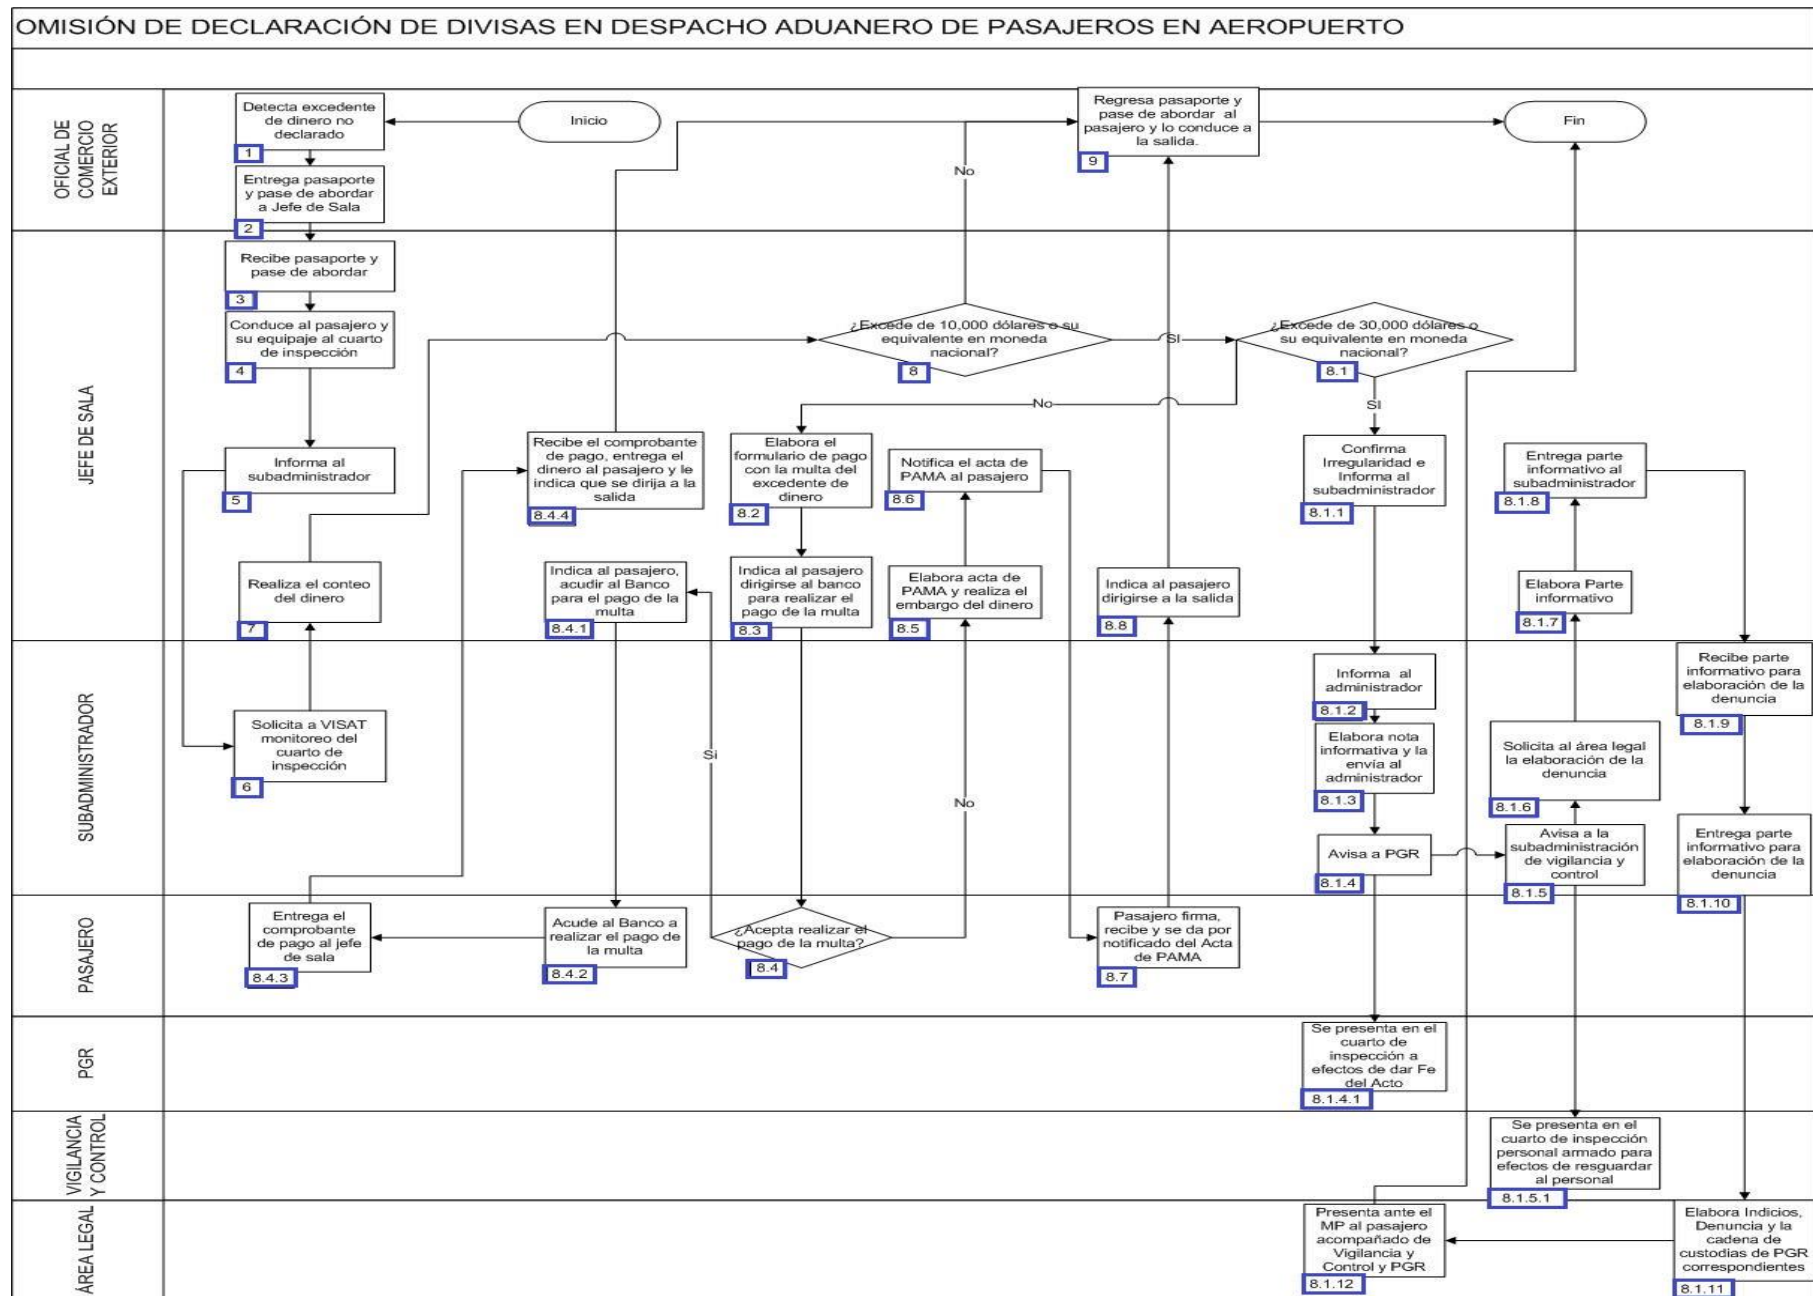 OMISIÓN DE DECLARACIÓN DE DIVISAS EN DESPACHO ADUANERO DE PASAJEROS EN AEROPUERTO
OFICIAL DE
COMERCIO
EXTERIOR
Detecta excedente
de dinero no
declarado
1
Inicio
Regresa pasaporte y
pase de abordar al
pasajero y lo conduce a
la salida.
9
Fin
Entrega pasaporte
y pase de abordar
a Jefe de Sala
2
No
JEFE DE SALA
Recibe pasaporte y
pase de abordar
3
Conduce al pasajero y
su equipaje al cuarto
de inspección
4
¿Excede de 10,000 dólares o su
equivalente en moneda
nacional?
8
SI
¿Excede de 30,000 dólares o
su equivalente en moneda
nacional?
8.1
No
SI
Informa al
subadministrador
5
Recibe el comprobante
de pago, entrega el
dinero al pasajero y le
indica que se dirija a la
salida
8.4.4
Elabora el
formulario de pago
con la multa del
excedente de
dinero
8.2
Notifica el acta de
PAMA al pasajero
8.6
Confirma
Irregularidad e
Informa al
subadministrador
8.1.1
Entrega parte
informativo al
subadministrador
8.1.8
Realiza el conteo
del dinero
7
Indica al pasajero,
acudir al Banco
para el pago de la
multa
8.4.1
Indica al pasajero
dirigirse al banco
para realizar el
pago de la multa
8.3
Elabora acta de
PAMA y realiza el
embargo del dinero
8.5
Indica al pasajero
dirigirse a la salida
8.8
Elabora Parte
informativo
8.1.7
SUBADMINISTRADOR
Solicita a VISAT
monitoreo del
cuarto de
inspección
6
Si
No
Informa al
administrador
8.1.2
Elabora nota
informativa y la
envía al
administrador
8.1.3
Avisa a PGR
8.1.4
Solicita al área legal
la elaboración de la
denuncia
8.1.6
Avisa a la
subadministración
de vigilancia y
control
8.1.5
Recibe parte
informativo para
elaboración de la
denuncia
8.1.9
Entrega parte
informativo para
elaboración de la
denuncia
8.1.10
PASAJERO
Entrega el
comprobante
de pago al jefe
de sala
8.4.3
Acude al Banco a
realizar el pago de
la multa
8.4.2
¿Acepta realizar el
pago de la multa?
8.4
Pasajero firma,
recibe y se da por
notificado del Acta
de PAMA
8.7
PGR
Se presenta en el
cuarto de
inspección a
efectos de dar Fe
del Acto
8.1.4.1
VIGILANCIA
Y CONTROL
Se presenta en el
cuarto de inspección
personal armado para
efectos de resguardar
al personal
8.1.5.1
ÁREA LEGAL
Presenta ante el
MP al pasajero
acompañado de
Vigilancia y
Control y PGR
8.1.12
Elabora Indicios,
Denuncia y la
cadena de
custodias de PGR
correspondientes
8.1.11